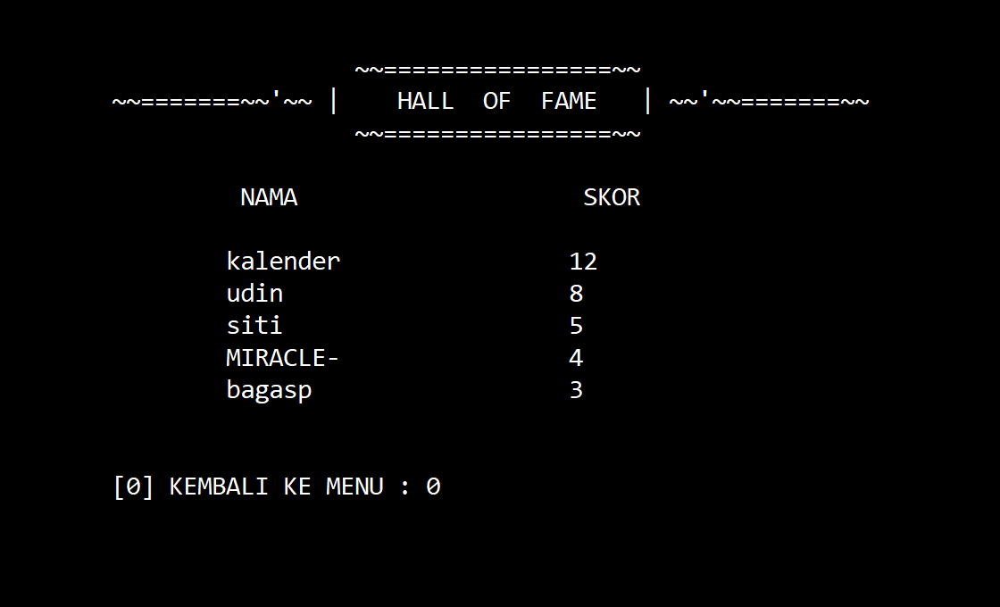 ~~================~~
~~=======~~'~~ |    HALL  OF  FAME   | ~~'~~=======~~
~~================~~
NAMA                    SKOR
kalender                12
udin                    8
siti                    5
MIRACLE-                4
bagasp                  3
[0] KEMBALI KE MENU : 0